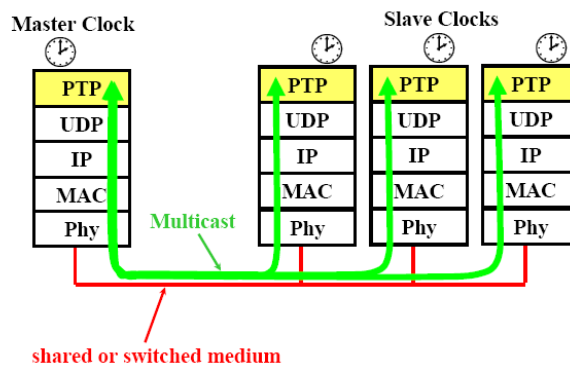 Master Clock
Slave Clocks
PTP
PTP
PTP
PTP
UDP
UDP
UDP
UDP
IP
IP
IP
IP
MAC
MAC
MAC
MAC
Phy
Phy
Phy
Phy
Multicast
shared or switched medium